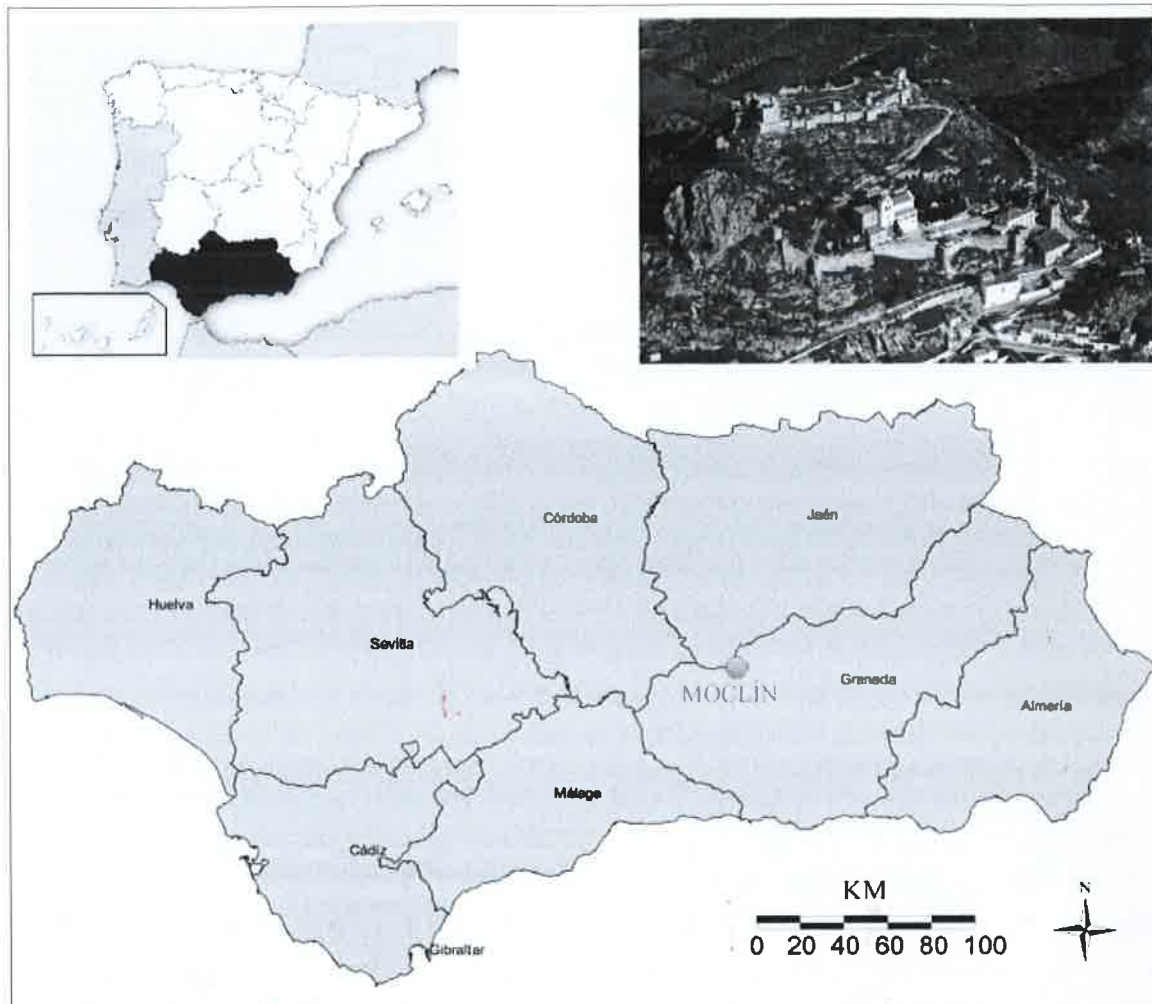 Córdoba
Jaén
Huelva
Sevilla
MOCLÍN
Granada
Almería
Málaga
Cádiz
Gibraltar
KM
N
0 20 40 60 80 100